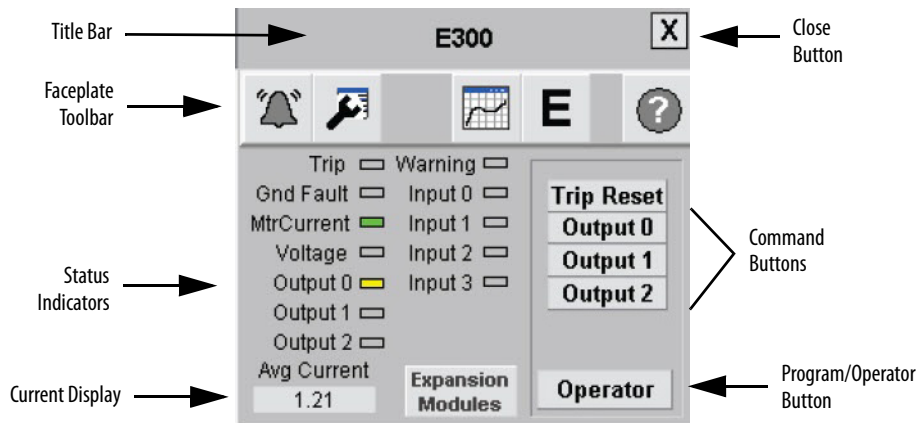 Title Bar
E300
X
Close
Button
Faceplate
Toolbar
E
?
Trip
Warning
Gnd Fault
Input 0
MtrCurrent
Input 1
Voltage
Input 2
Output 0
Input 3
Output 1
Output 2
Trip Reset
Output 0
Output 1
Output 2
Command
Buttons
Status
Indicators
Avg Current
1.21
Current Display
Expansion
Modules
Operator
Program/Operator
Button